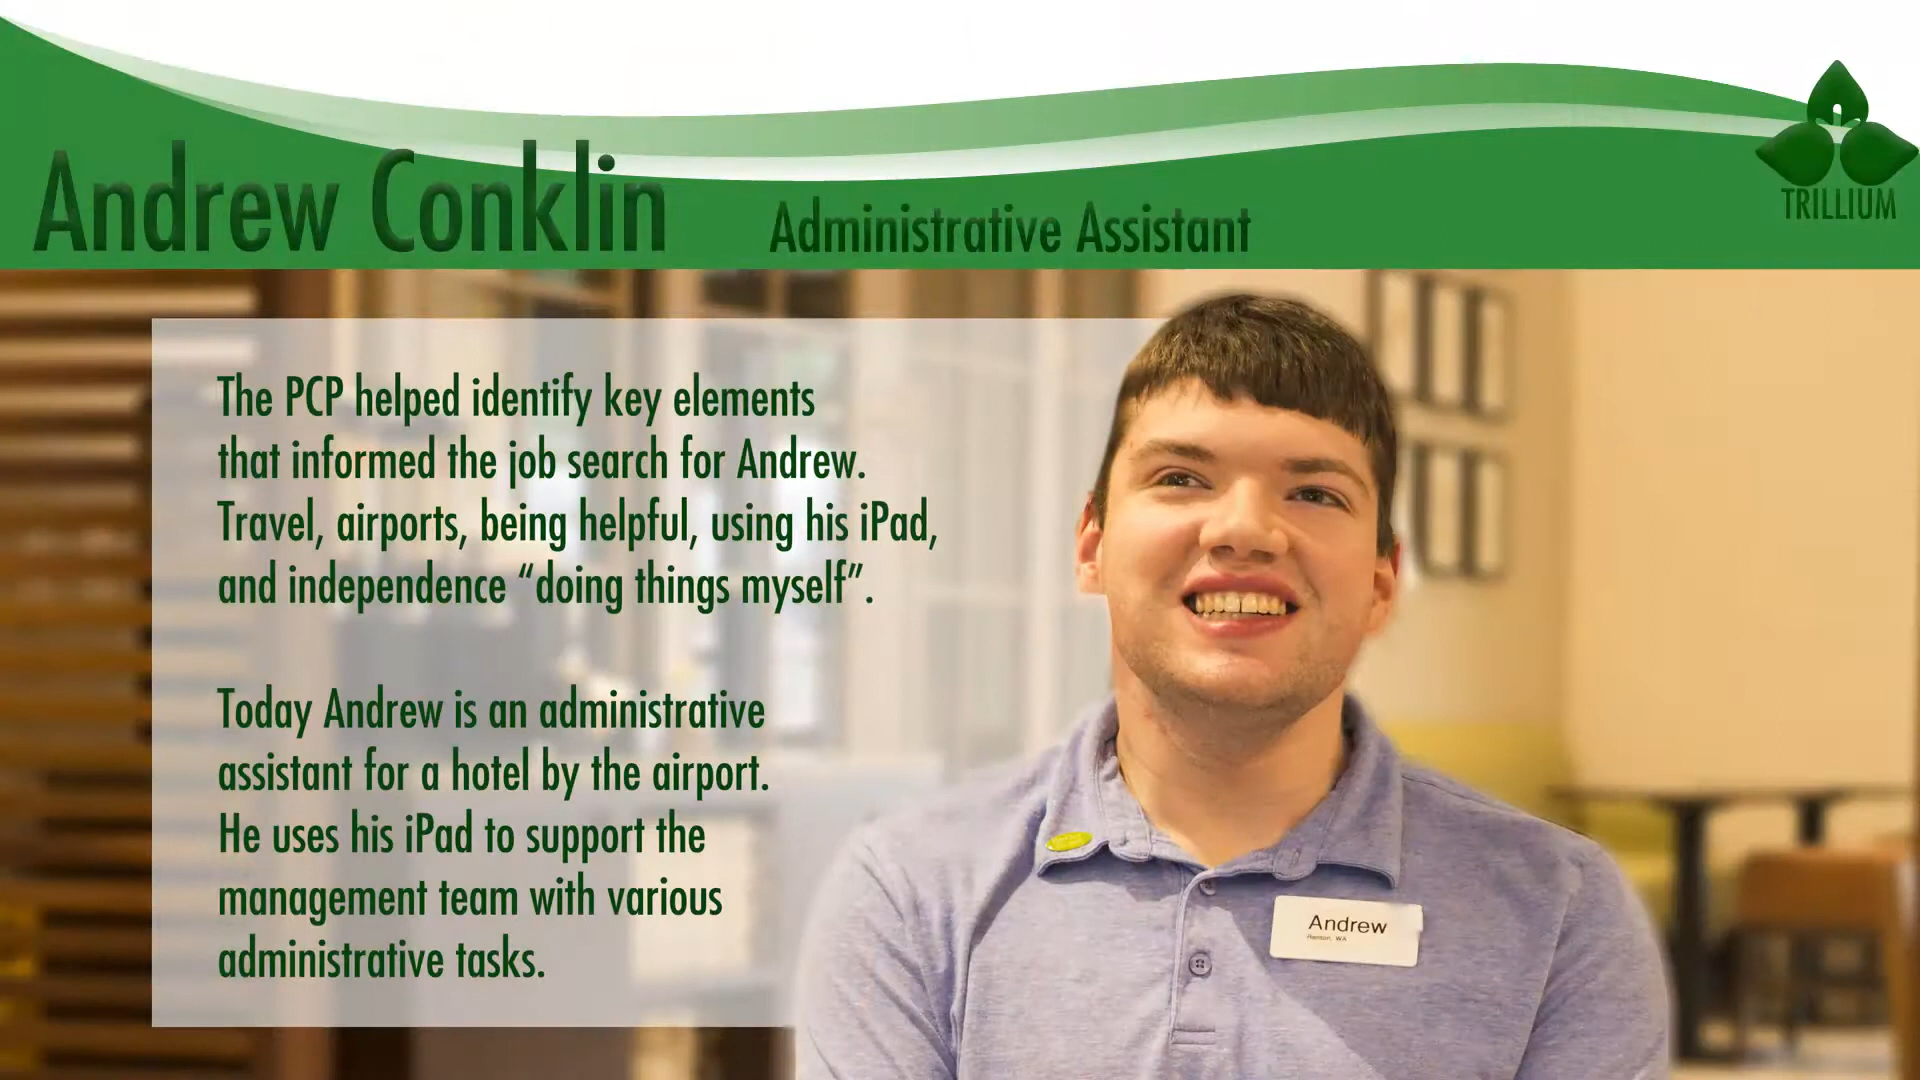 Andrew Conklin
Administrative Assistant
TRILLIUM
The PCP helped identify key elements
that informed the job search for Andrew.
Travel, airports, being helpful, using his iPad,
and independence “doing things myself”.
Today Andrew is an administrative
assistant for a hotel by the airport.
He uses his iPad to support the
management team with various
administrative tasks.
Andrew
Renton, WA